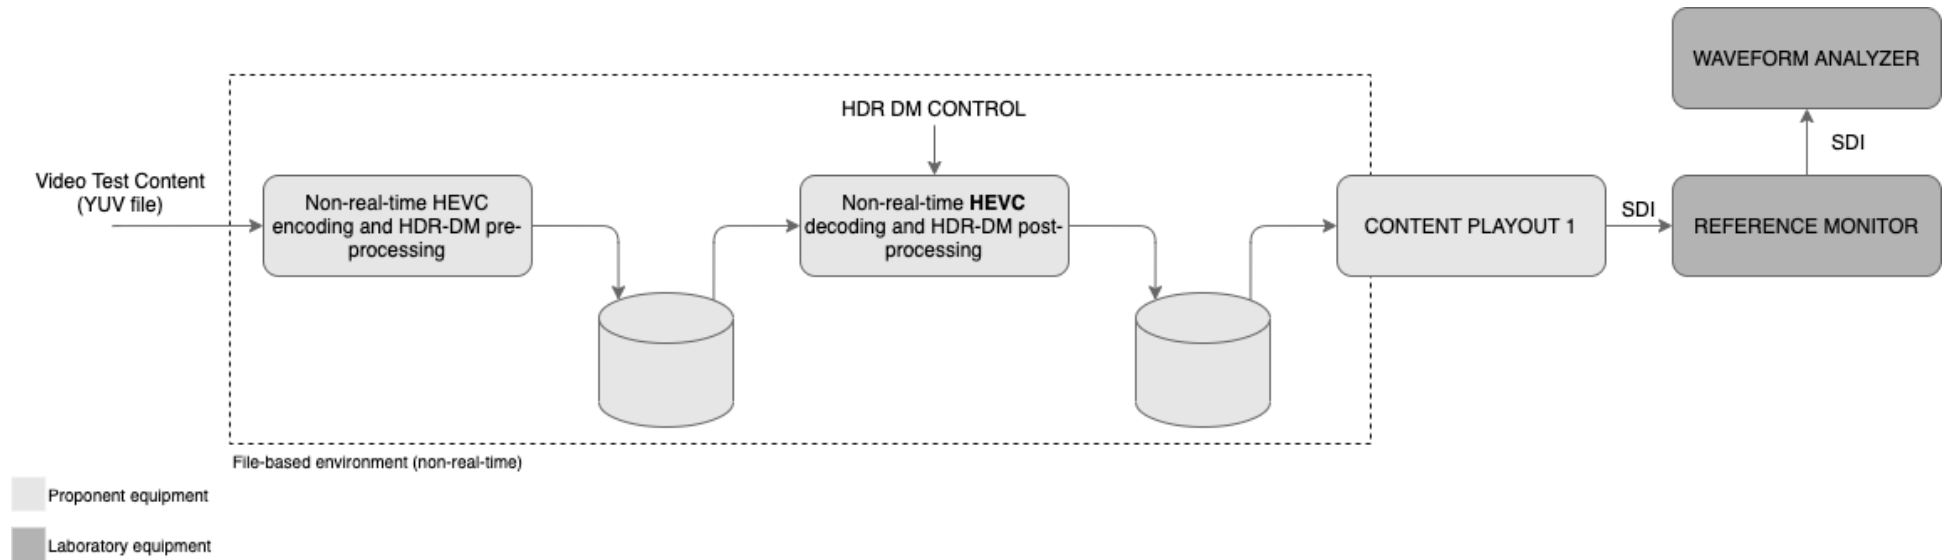 WAVEFORM ANALYZER
HDR DM CONTROL
SDI
Video Test Content
(YUV file)
Non-real-time HEVC
encoding and HDR-DM pre-
processing
Non-real-time HEVC
decoding and HDR-DM post-
processing
CONTENT PLAYOUT 1
SDI
REFERENCE MONITOR
File-based environment (non-real-time)
Proponent equipment
Laboratory equipment